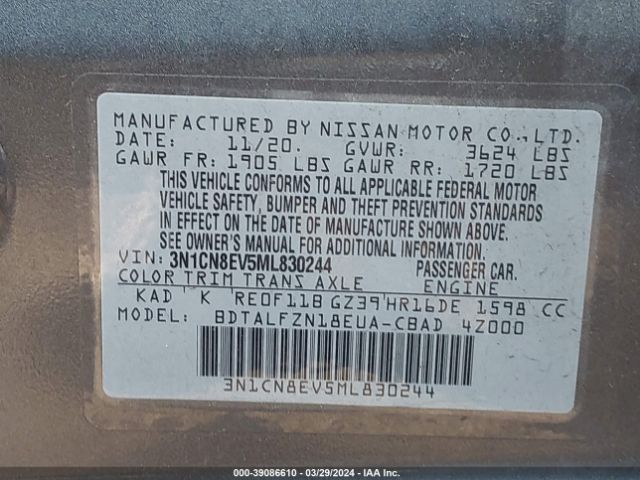 MANUFACTURED BY NISSAN MOTOR CO., LTD.
DATE: 11/20. GVWR: 3624 LBS
GAWR FR: 1905 LBS GAWR RR: 1720 LBS
THIS VEHICLE CONFORMS TO ALL APPLICABLE FEDERAL MOTOR
VEHICLE SAFETY, BUMPER AND THEFT PREVENTION STANDARDS
IN EFFECT ON THE DATE OF MANUFACTURE SHOWN ABOVE.
SEE OWNER'S MANUAL FOR ADDITIONAL INFORMATION.
VIN: 3N1CN8EV5ML830244 PASSENGER CAR.
COLOR TRIM TRANS AXLE ENGINE
KAD K RE0F11B GZ39 HR16DE 1598 CC
MODEL: BDTALFZN18EUA-CBAD 4Z000
3N1CN8EV5ML830244
000-39086610 - 03/29/2024 - IAA Inc.